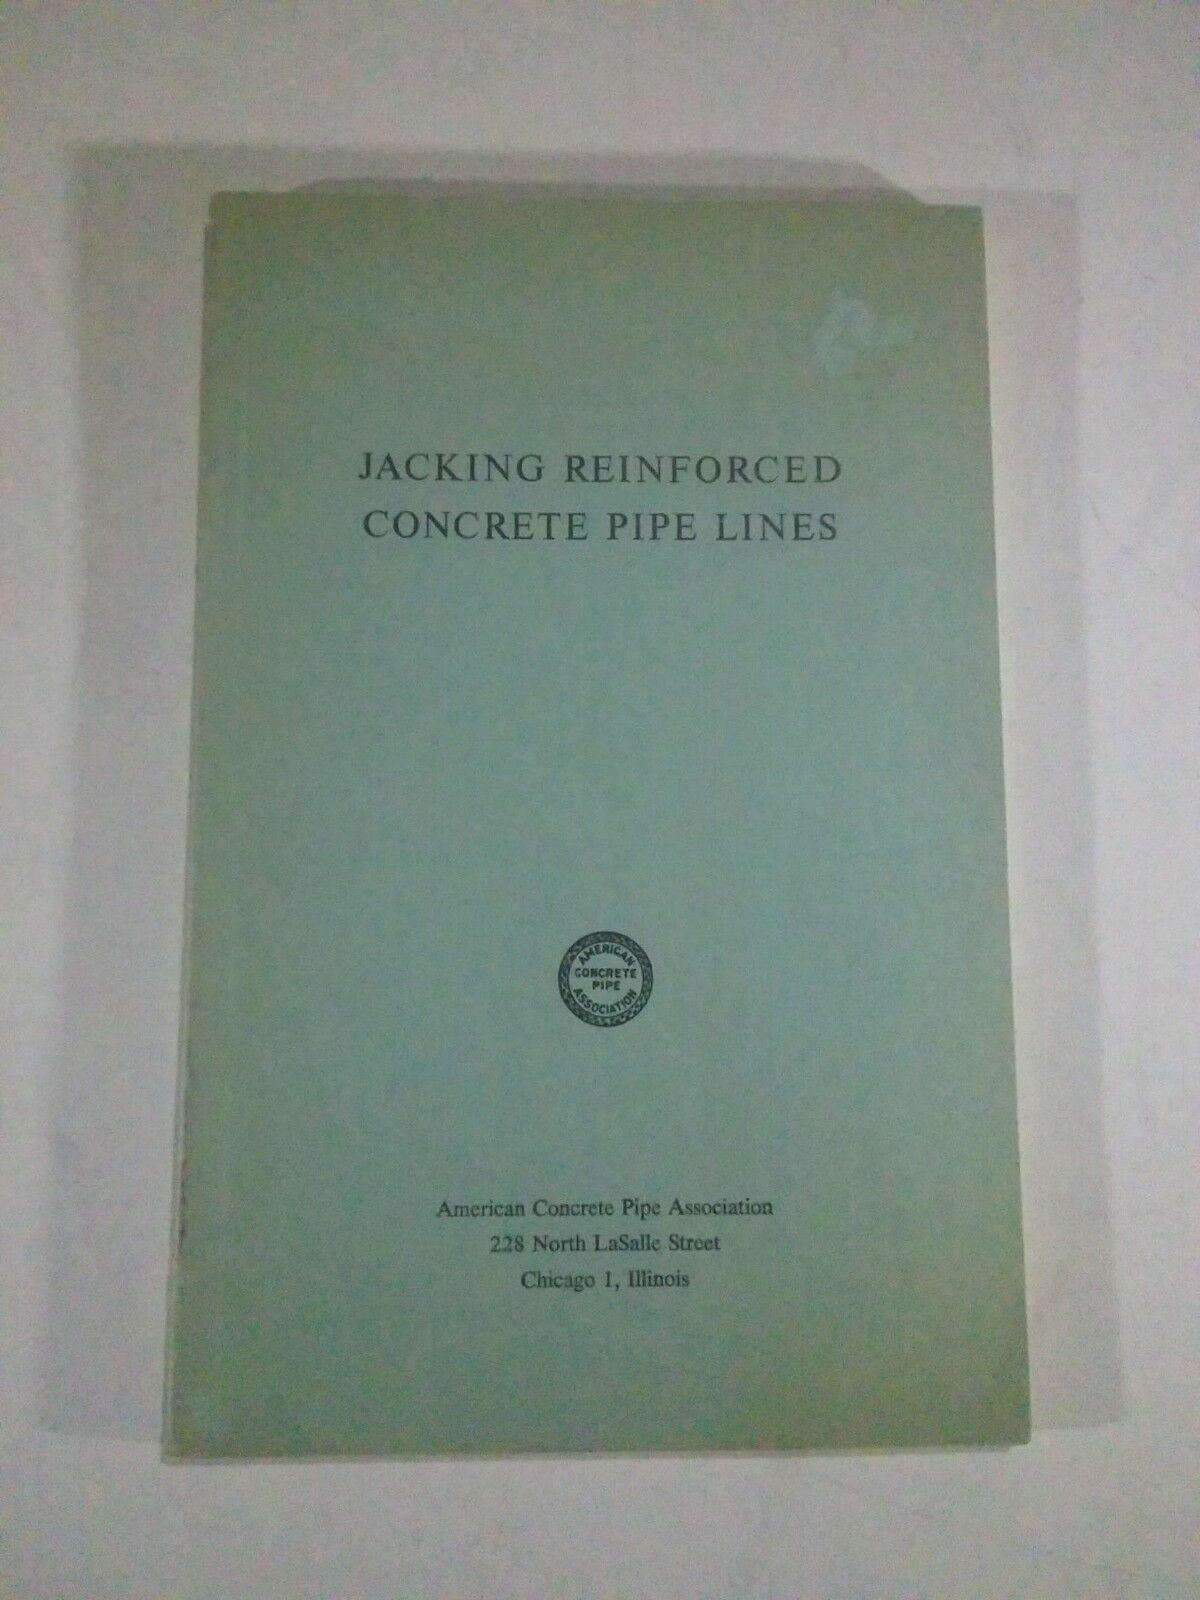 JACKING REINFORCED
CONCRETE PIPE LINES
AMERICAN
CONCRETE
PIPE
ASSOCIATION
American Concrete Pipe Association
228 North LaSalle Street
Chicago 1, Illinois